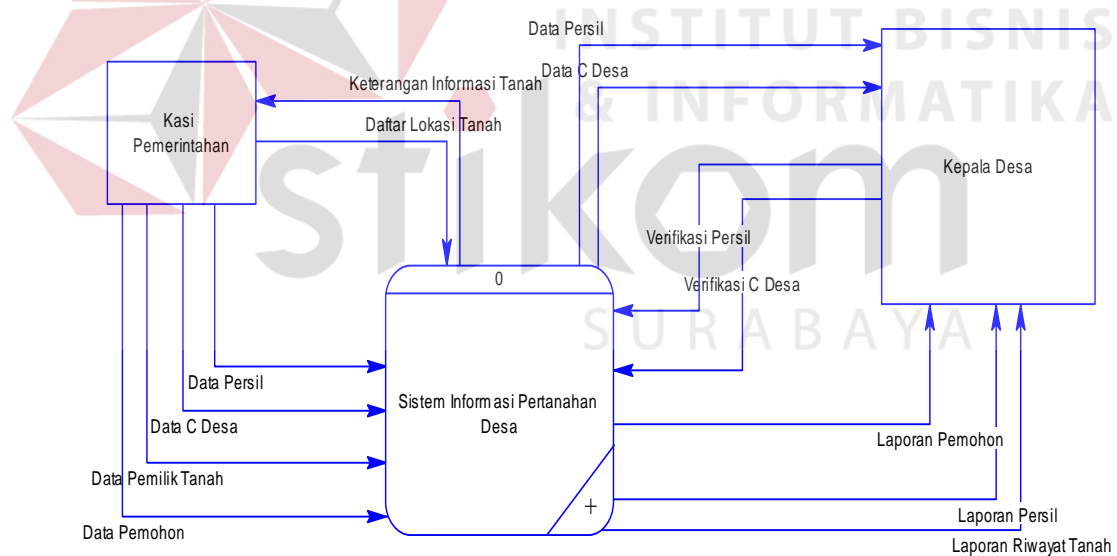 INSTITUT BISNIS
& INFORMATIKA
stikom
SURABAYA
Data Persil
Data C Desa
Keterangan Informasi Tanah
Daftar Lokasi Tanah
Kasi
Pemerintahan
Kepala Desa
Verifikasi Persil
Verifikasi C Desa
0
Sistem Informasi Pertanahan
Desa
+
Data Persil
Data C Desa
Data Pemilik Tanah
Data Pemohon
Laporan Pemohon
Laporan Persil
Laporan Riwayat Tanah